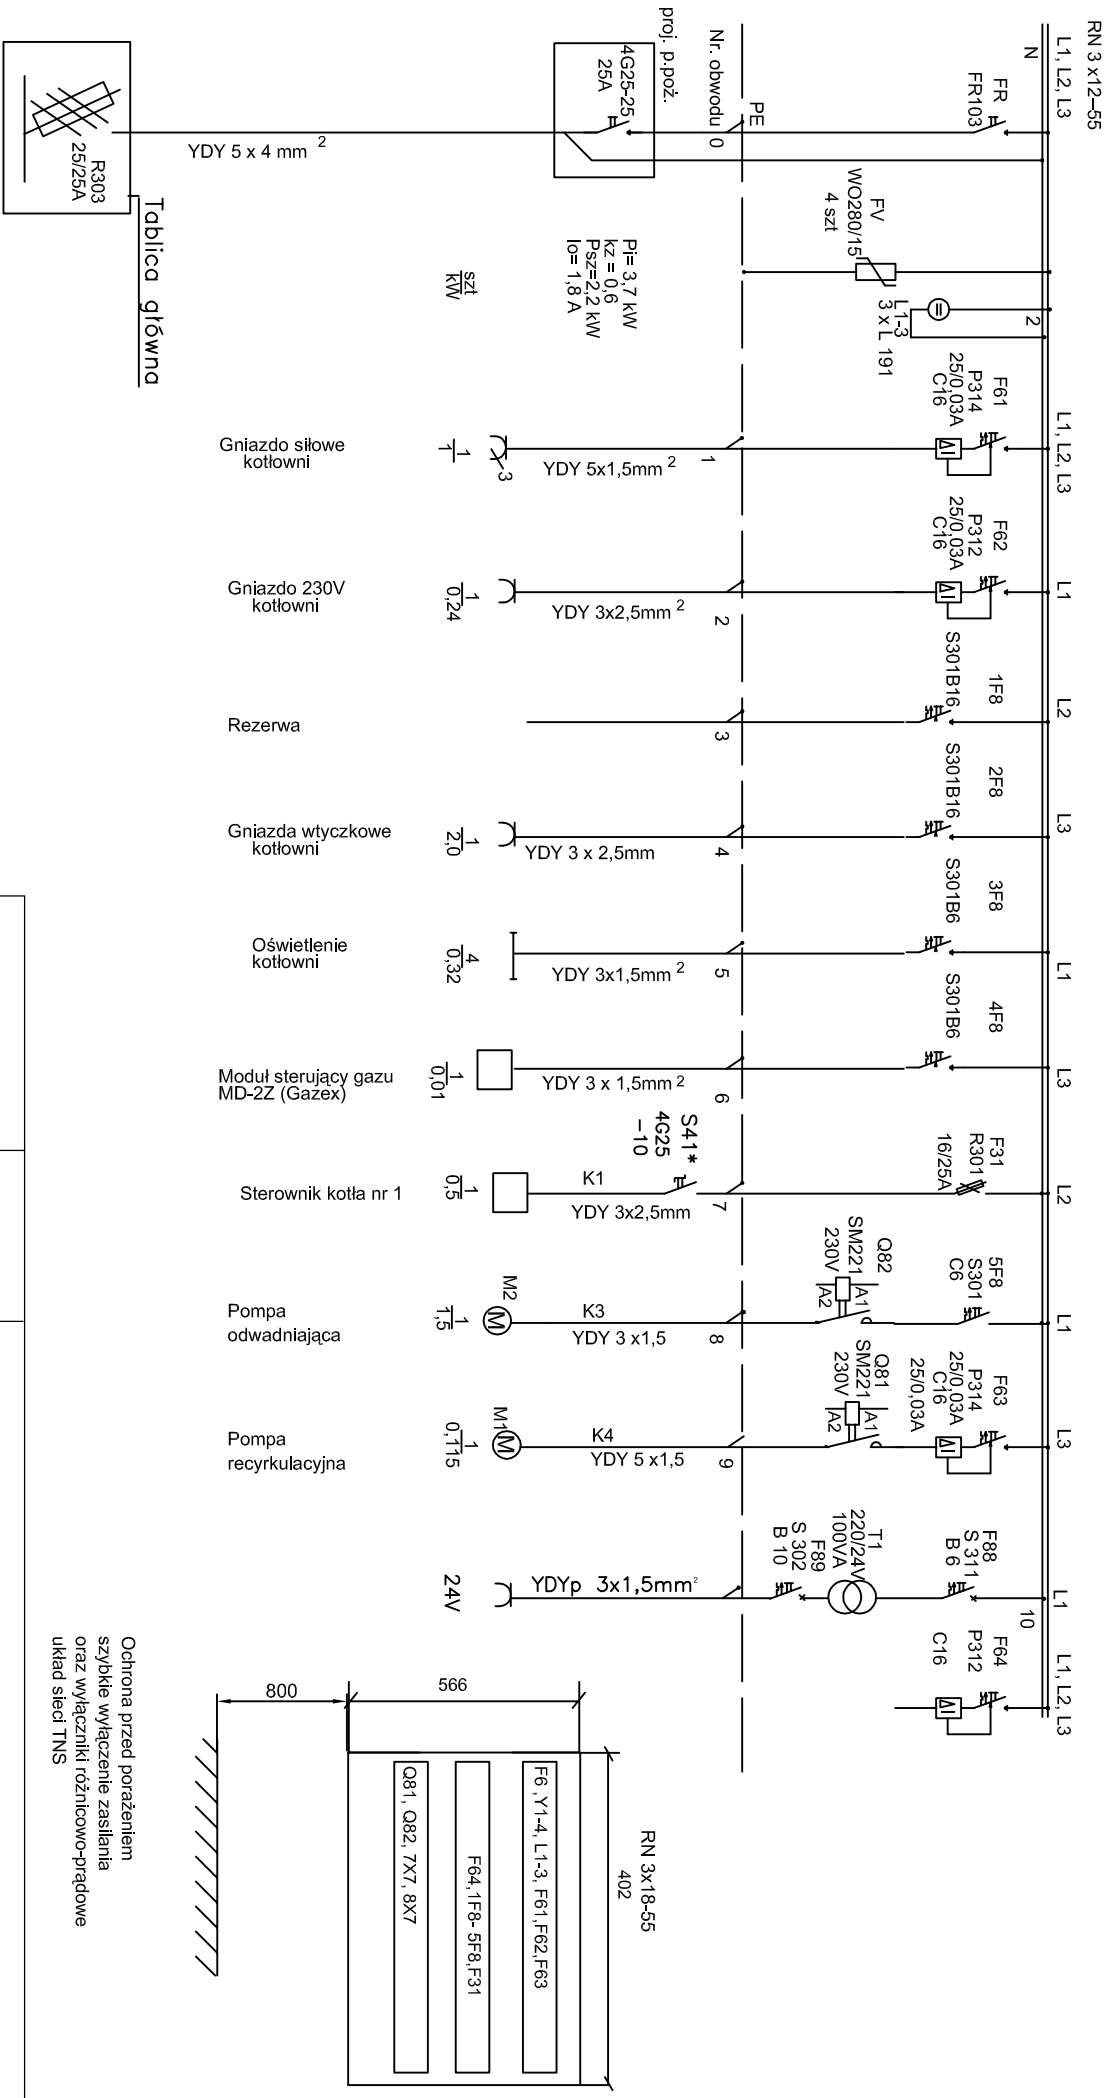 RN 3 x12–55
L1, L2, L3
N
FR
FR103
PE
Nr. obwodu
0
proj. p.poż.
4G25-25
25A
YDY 5 x 4 mm 2
R303
25/25A
Tablica główna
FV
WO280/15
4 szt
2
L1-3
3 x L 191
Pi= 3,7 kW
kz = 0,6
Psz=2,2 kW
Io= 1,8 A
szt
kW
L1, L2, L3
F61
P314
25/0,03A
C16
1
YDY 5x1,5mm 2
3
1
1
Gniazdo siłowe
kotłowni
L1
F62
P312
25/0,03A
C16
2
YDY 3x2,5mm 2
1
0,24
Gniazdo 230V
kotłowni
L2
1F8
S301B16
3
Rezerwa
L3
2F8
S301B16
4
YDY 3 x 2,5mm
1
2,0
Gniazda wtyczkowe
kotłowni
L1
3F8
S301B6
5
YDY 3x1,5mm 2
4
0,32
Oświetlenie
kotłowni
L3
4F8
S301B6
6
YDY 3 x 1,5mm 2
1
0,01
Moduł sterujący gazu
MD-2Z (Gazex)
L2
F31
R301
16/25A
7
S41*
4G25
–10
K1
YDY 3x2,5mm
1
0,5
Sterownik kotła nr 1
L1
5F8
S301
C6
Q82
SM221
230V
A1
A2
8
K3
YDY 3 x1,5
M2
M
1
1,5
Pompa
odwadniająca
L3
F63
P314
25/0,03A
C16
25/0,03A
Q81
SM221
230V
A1
A2
9
K4
YDY 5 x1,5
M1
M
1
0,115
Pompa
recyrkulacyjna
L1
10
F88
S 311
B 6
T1
220/24V
100VA
F89
S 302
B 10
YDYp 3x1,5mm²
24V
L1, L2, L3
F64
P312
C16
800
566
RN 3x18-55
402
F6 ,Y1-4, L1-3, F61,F62,F63
F64,1F8- 5F8,F31
Q81, Q82, 7X7, 8X7
Ochrona przed porażeniem
szybkie wyłączenie zasilania
oraz wyłączniki różnicowo-prądowe
układ sieci TNS